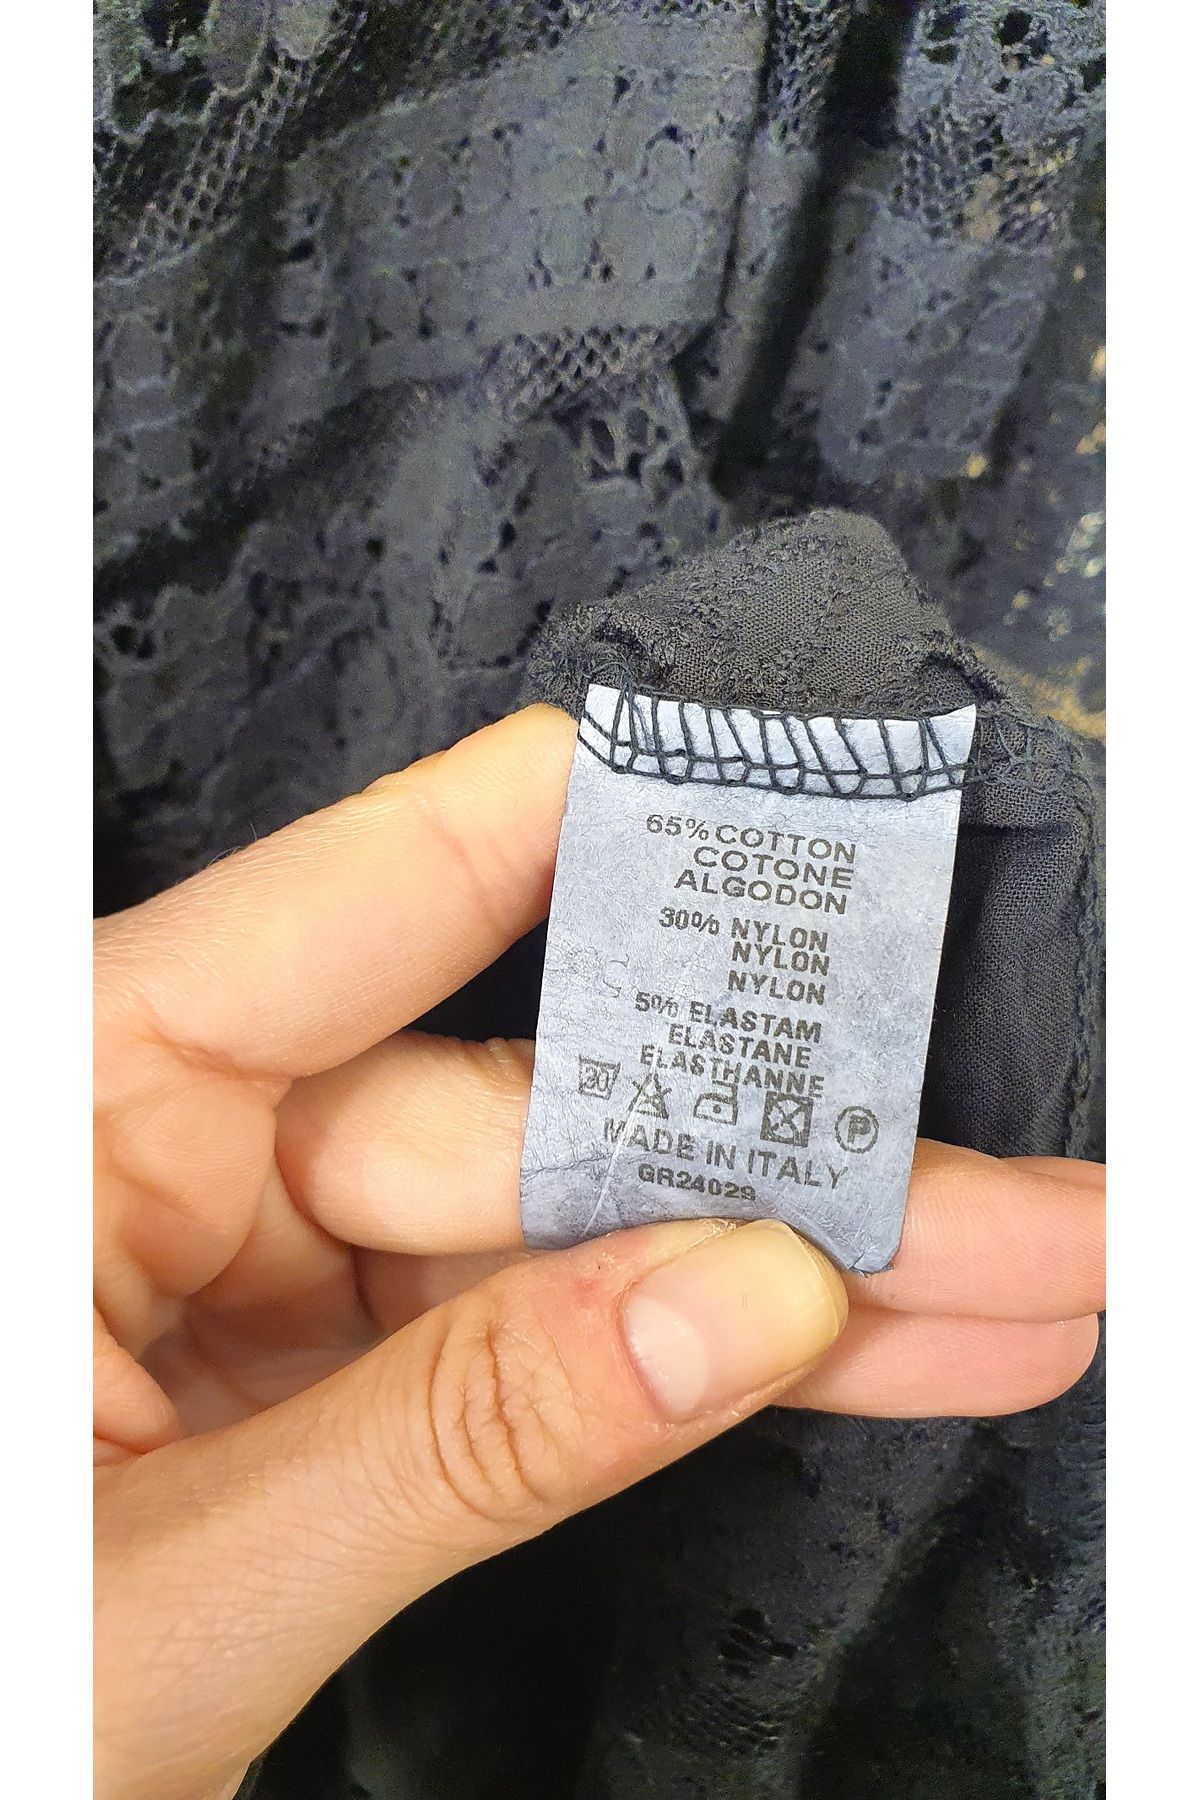 65% COTTON
COTONE
ALGODON
30% NYLON
NYLON
NYLON
5% ELASTAM
ELASTANE
ELASTHANNE
30 P
MADE IN ITALY
GR24029